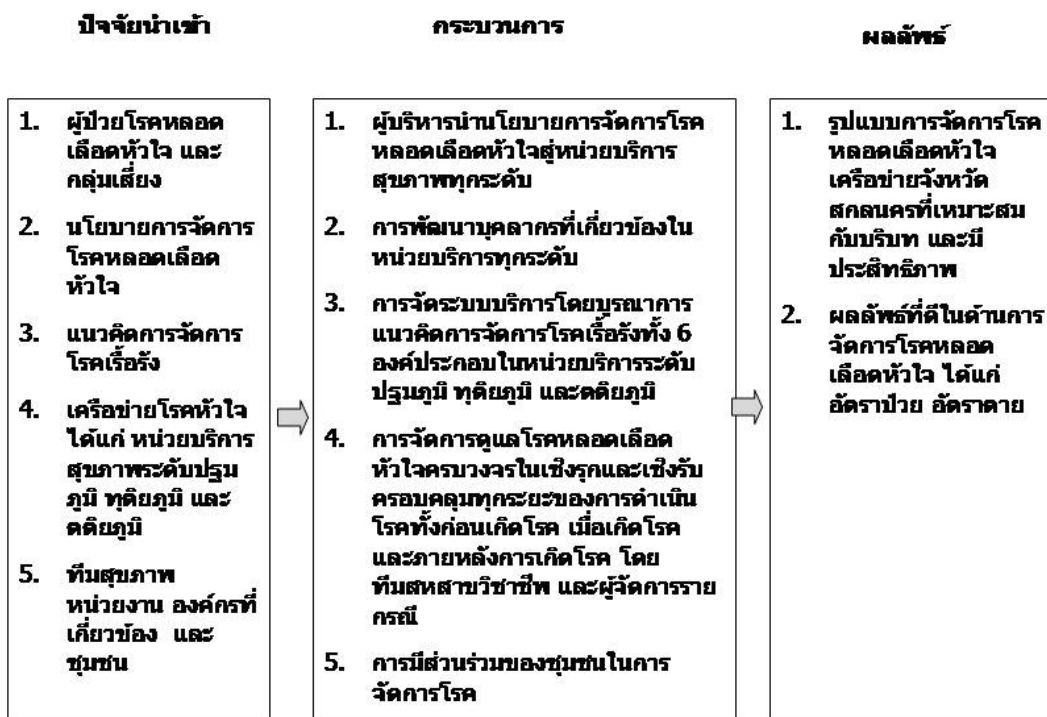 ปัจจัยนำเข้า
กระบวนการ
ผลลัพธ์
1. ผู้ป่วยโรคหลอด
เลือดหัวใจ และ
กลุ่มเสี่ยง
2. นโยบายการจัดการ
โรคหลอดเลือด
หัวใจ
3. แนวคิดการจัดการ
โรคเรื้อรัง
4. เครือข่ายโรคหัวใจ
ได้แก่ หน่วยบริการ
สุขภาพระดับปฐม
ภูมิ ทุติยภูมิ และ
ตติยภูมิ
5. ทีมสุขภาพ
หน่วยงาน องค์กรที่
เกี่ยวข้อง และ
ชุมชน
1. ผู้บริหารนำนโยบายการจัดการโรค
หลอดเลือดหัวใจสู่หน่วยบริการ
สุขภาพทุกระดับ
2. การพัฒนาบุคลากรที่เกี่ยวข้องใน
หน่วยบริการทุกระดับ
3. การจัดระบบบริการโดยบูรณาการ
แนวคิดการจัดการโรคเรื้อรังทั้ง 6
องค์ประกอบในหน่วยบริการระดับ
ปฐมภูมิ ทุติยภูมิ และตติยภูมิ
4. การจัดการดูแลโรคหลอดเลือด
หัวใจครบวงจรในเชิงรุกและเชิงรับ
ครอบคลุมทุกระยะของการดำเนิน
โรคทั้งก่อนเกิดโรค เมื่อเกิดโรค
และภายหลังการเกิดโรค โดย
ทีมสหสาขวิชาชีพ และผู้จัดการราย
กรณี
5. การมีส่วนร่วมของชุมชนในการ
จัดการโรค
1. รูปแบบการจัดการโรค
หลอดเลือดหัวใจ
เครือข่ายจังหวัด
สกลนครที่เหมาะสม
กับบริบท และมี
ประสิทธิภาพ
2. ผลลัพธ์ที่ดีในด้านการ
จัดการโรคหลอด
เลือดหัวใจ ได้แก่
อัตราป่วย อัตราตาย